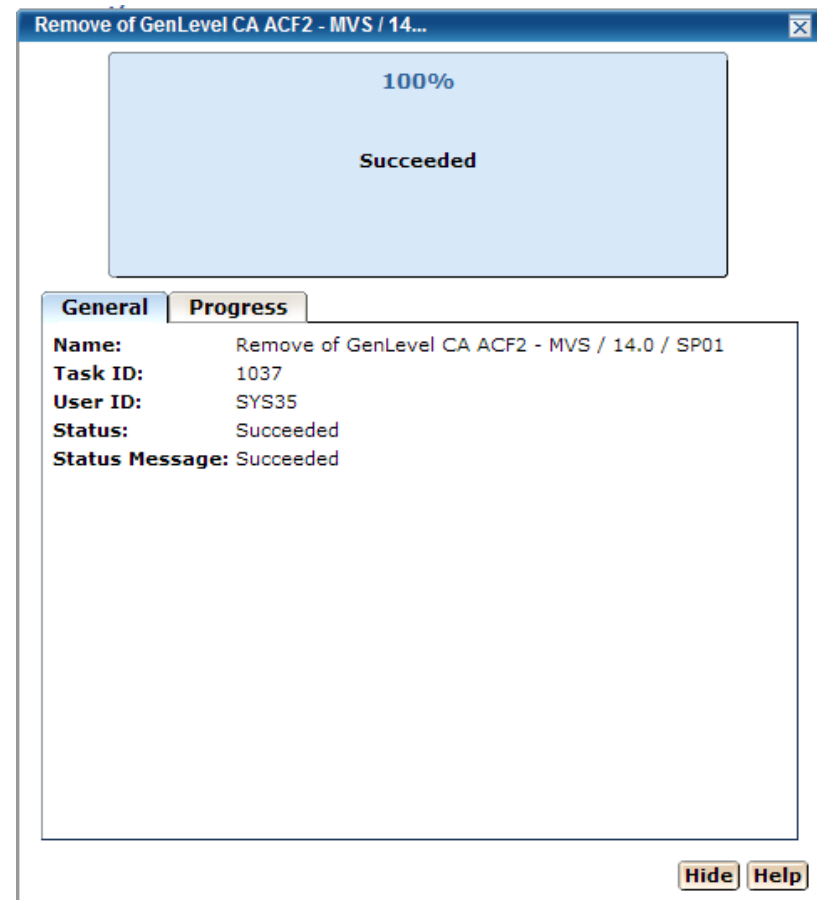 Remove of GenLevel CA ACF2 - MVS / 14...
100%
Succeeded
General Progress
Name: Remove of GenLevel CA ACF2 - MVS / 14.0 / SP01
Task ID: 1037
User ID: SYS35
Status: Succeeded
Status Message: Succeeded
Hide Help